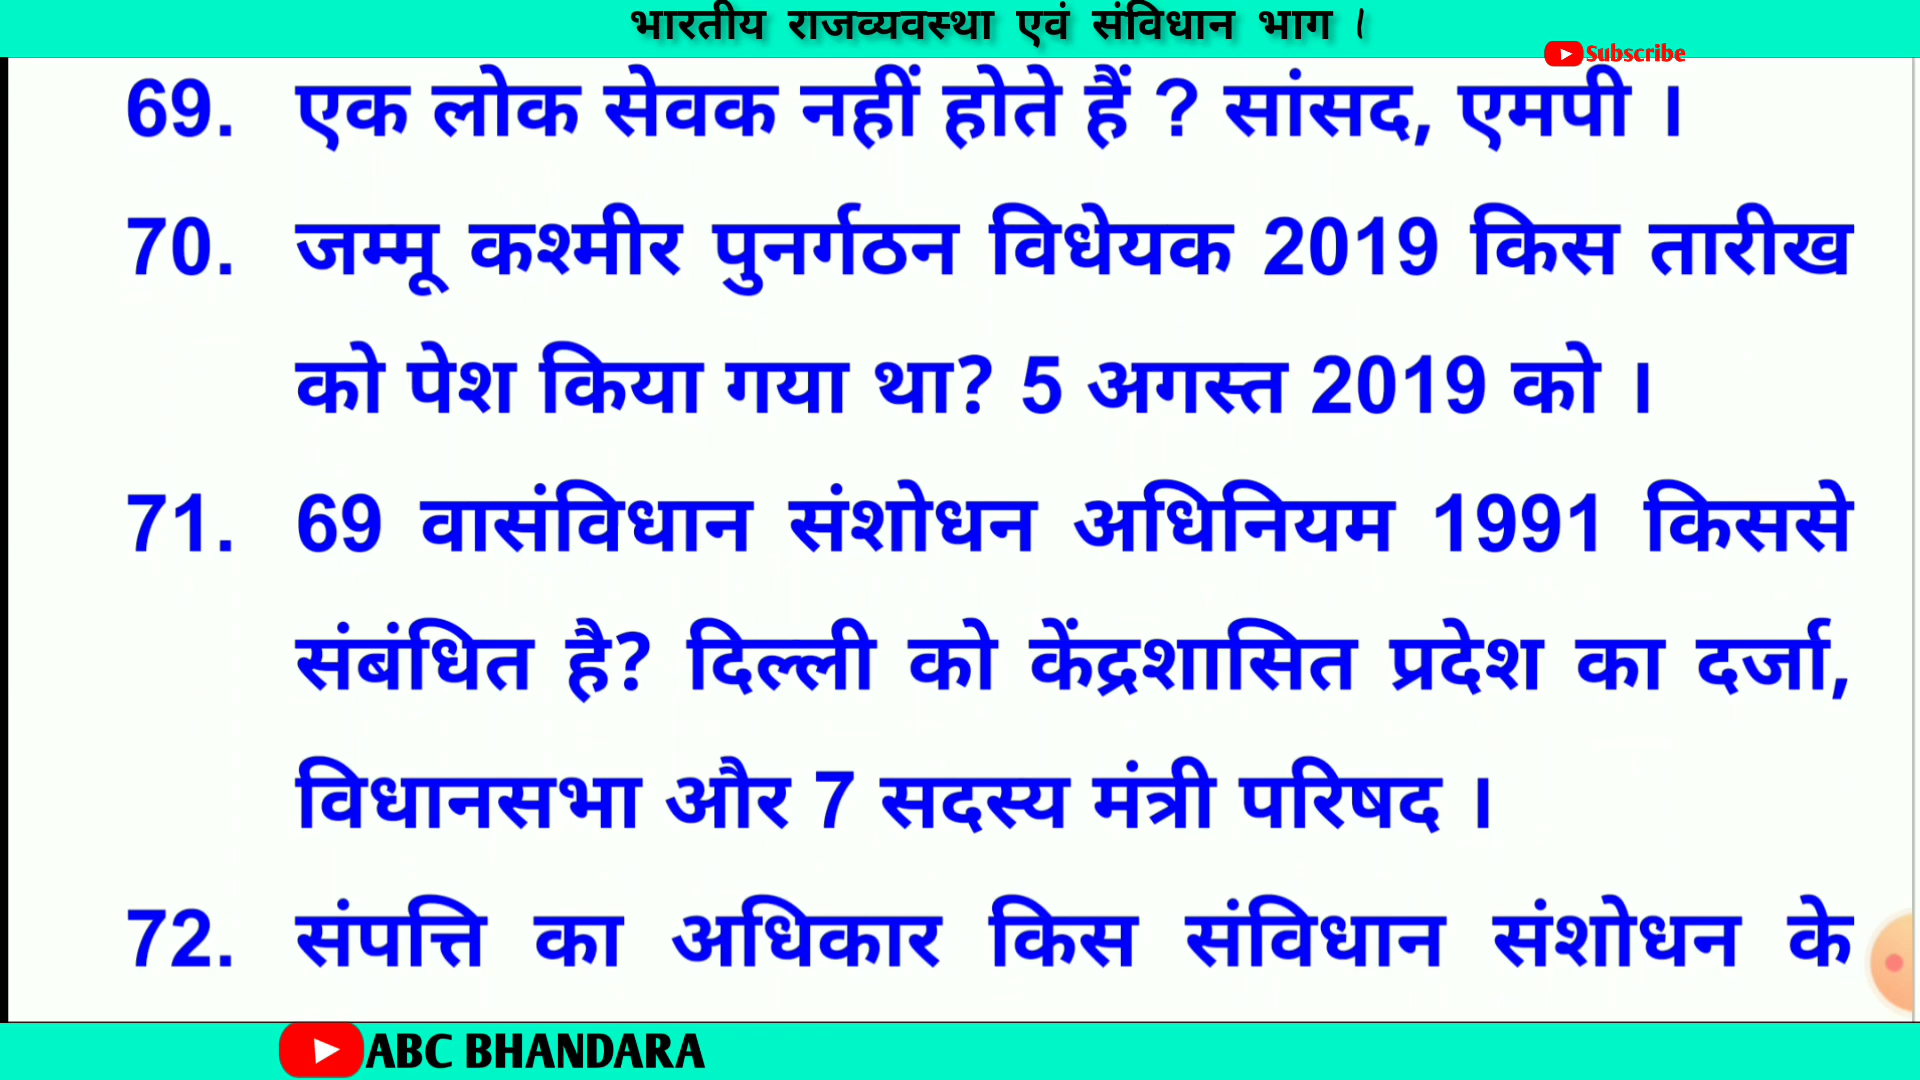 भारतीय राजव्यवस्था एवं संविधान भाग ।
Subscribe
69. एक लोक सेवक नहीं होते हैं ? सांसद, एमपी ।
70. जम्मू कश्मीर पुनर्गठन विधेयक 2019 किस तारीख
को पेश किया गया था? 5 अगस्त 2019 को ।
71. 69 वासंविधान संशोधन अधिनियम 1991 किससे
संबंधित है? दिल्ली को केंद्रशासित प्रदेश का दर्जा,
विधानसभा और 7 सदस्य मंत्री परिषद ।
72. संपत्ति का अधिकार किस संविधान संशोधन के
ABC BHANDARA